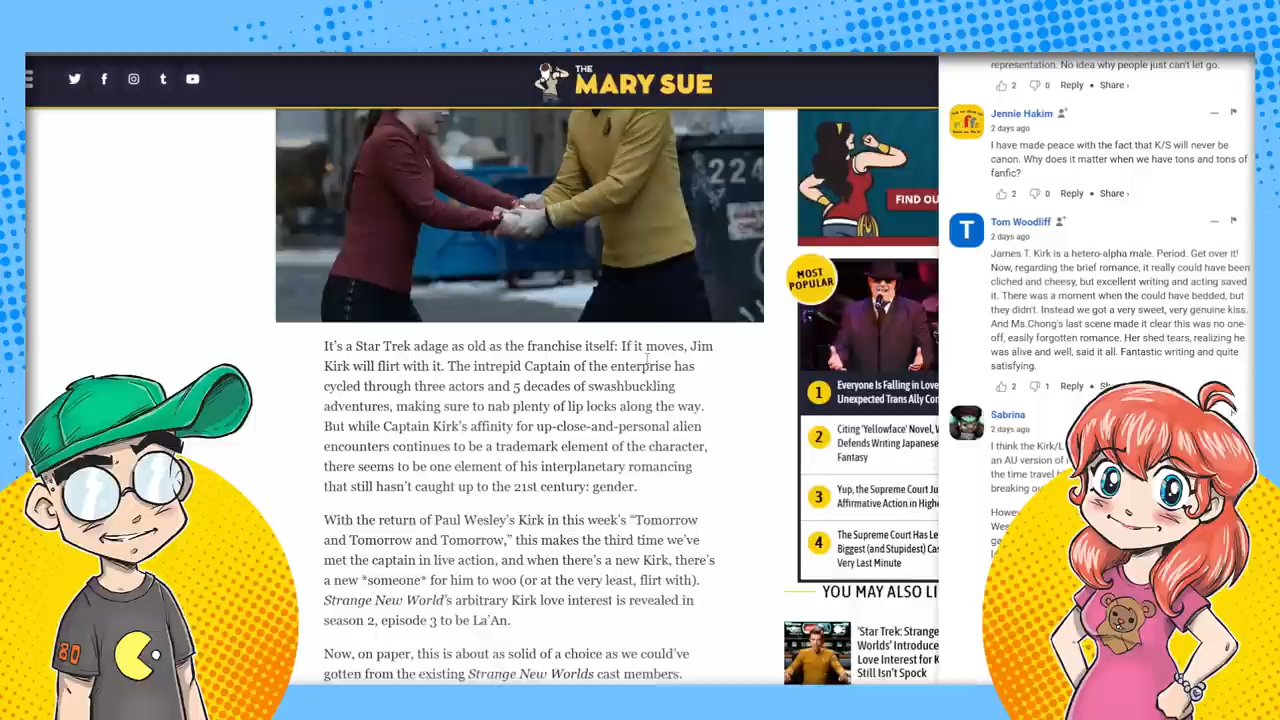 THE
MARY SUE
224
It's a Star Trek adage as old as the franchise itself: If it moves, Jim
Kirk will flirt with it. The intrepid Captain of the enterprise has
cycled through three actors and 5 decades of swashbuckling
adventures, making sure to nab plenty of lip locks along the way.
But while Captain Kirk's affinity for up-close-and-personal alien
encounters continues to be a trademark element of the character,
there seems to be one element of his interplanetary romancing
that still hasn't caught up to the 21st century: gender.
With the return of Paul Wesley's Kirk in this week's "Tomorrow
and Tomorrow and Tomorrow," this makes the third time we've
met the captain in live action, and when there's a new Kirk, there's
a new *someone* for him to woo (or at the very least, flirt with).
Strange New World's arbitrary Kirk love interest is revealed in
season 2, episode 3 to be La'An.
Now, on paper, this is about as solid of a choice as we could've
gotten from the existing Strange New Worlds cast members.
FIND OU
MOST
POPULAR
1
Everyone Is Falling in Love
Unexpected Trans Ally Con
2
Citing 'Yellowface' Novel, W
Defends Writing Japanese
Fantasy
3
Yup, the Supreme Court Ju
Affirmative Action in Highe
4
The Supreme Court Has Le
Biggest (and Stupidest) Cas
Very Last Minute
YOU MAY ALSO LI
'Star Trek: Strange
Worlds' Introduce
Love Interest for K
Still Isn't Spock
representation. No idea why people just can't let go.
2 0 Reply Share ›
Jennie Hakim
2 days ago
I have made peace with the fact that K/S will never be
canon. Why does it matter when we have tons and tons of
fanfic?
2 0 Reply Share ›
T
Tom Woodliff
2 days ago
James T. Kirk is a hetero-alpha male. Period. Get over it!
Now, regarding the brief romance, it really could have been
cliched and cheesy, but excellent writing and acting saved
it. There was a moment when the could have bedded, but
they didn't. Instead we got a very sweet, very genuine kiss.
And Ms.Chong's last scene made it clear this was no one-
off, easily forgotten romance. Her shed tears, realizing he
was alive and well, said it all. Fantastic writing and quite
satisfying.
2 1 Reply
Sabrina
2 days ago
I think the Kirk/L
an AU version of
the time travel
breaking ou
80